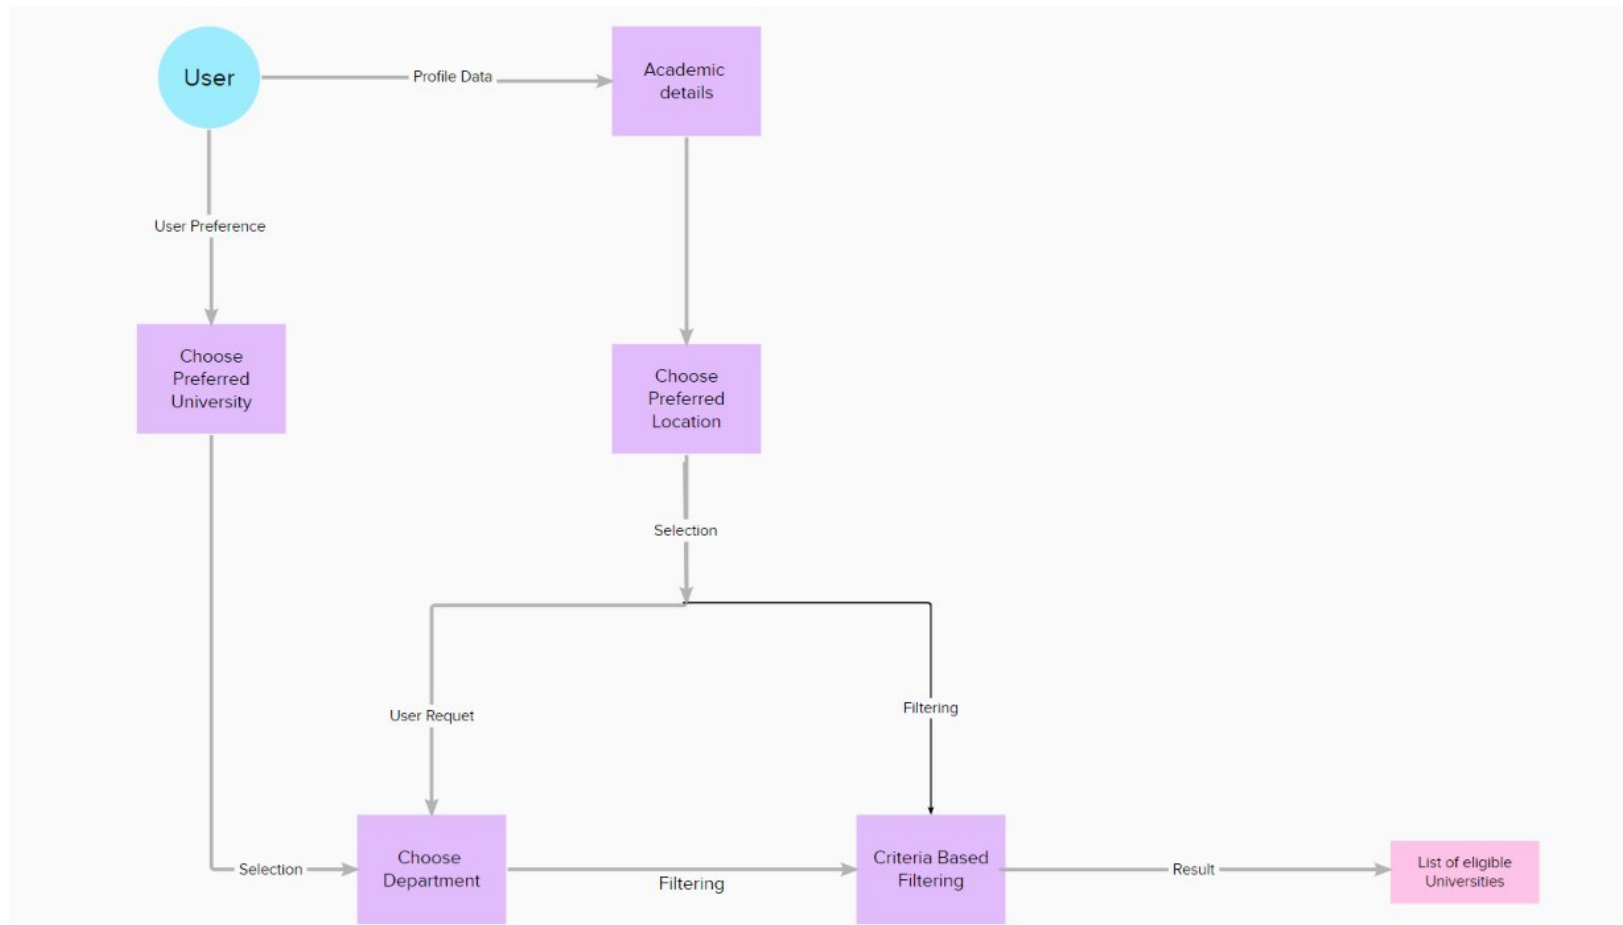 User
Profile Data
Academic
details
User Preference
Choose
Preferred
University
Choose
Preferred
Location
Selection
User Requet
Filtering
Selection
Choose
Department
Filtering
Criteria Based
Filtering
Result
List of eligible
Universities